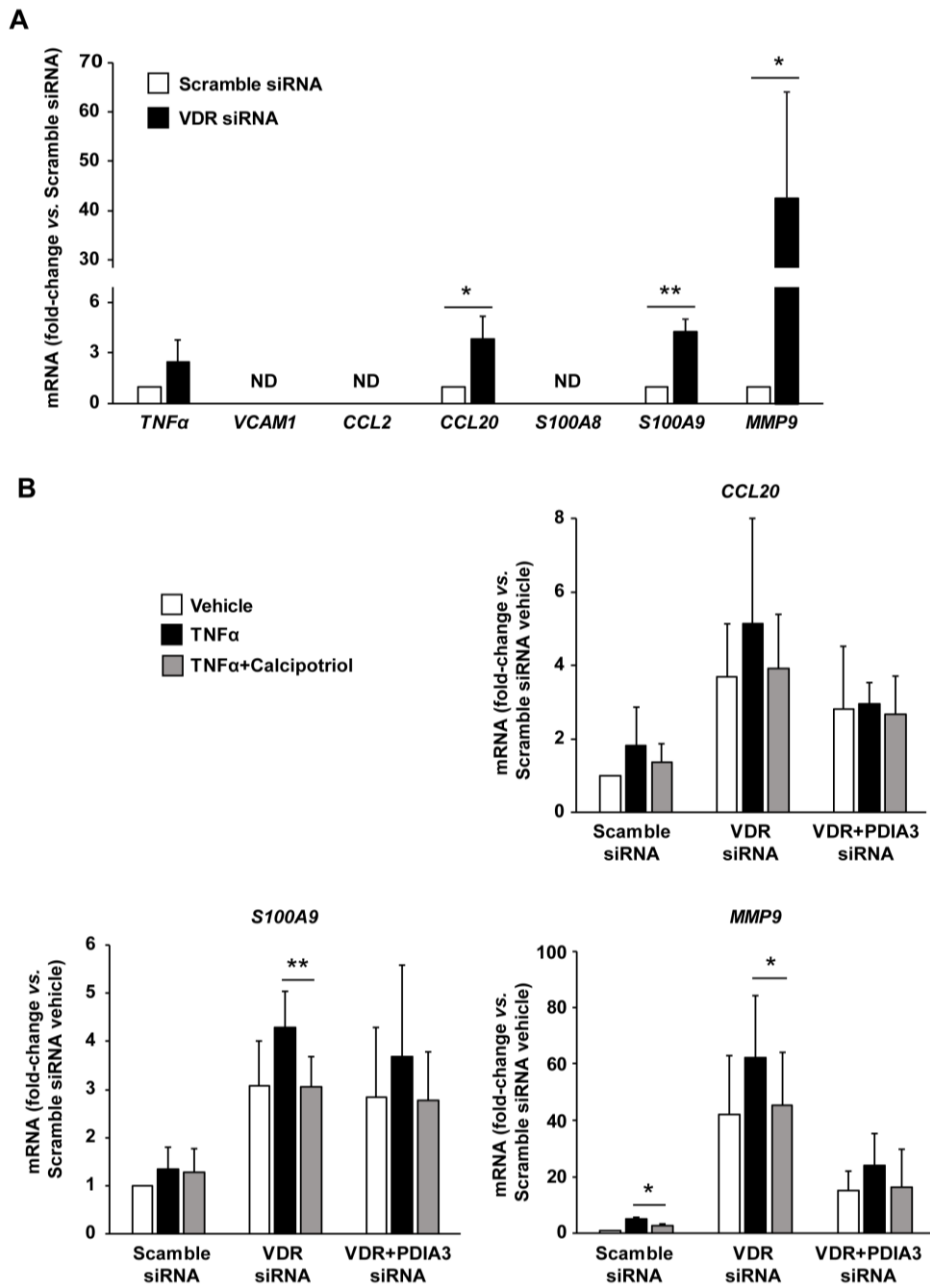 A
mRNA (fold-change vs. Scramble siRNA)
70
60
50
40
30
6
3
0
Scramble siRNA
VDR siRNA
*
*
**
ND
ND
ND
TNFα VCAM1 CCL2 CCL20 S100A8 S100A9 MMP9
B
Vehicle
TNFα
TNFα+Calcipotriol
CCL20
mRNA (fold-change vs.
Scramble siRNA vehicle)
8
6
4
2
0
Scamble
siRNA
VDR
siRNA
VDR+PDIA3
siRNA
S100A9
mRNA (fold-change vs.
Scramble siRNA vehicle)
6
5
4
3
2
1
0
**
Scamble
siRNA
VDR
siRNA
VDR+PDIA3
siRNA
MMP9
mRNA (fold-change vs.
Scramble siRNA vehicle)
100
80
60
40
20
0
*
*
Scamble
siRNA
VDR
siRNA
VDR+PDIA3
siRNA